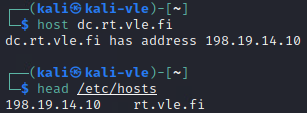 ┌──(kali㉿kali-vle)-[~]
└─$ host dc.rt.vle.fi
dc.rt.vle.fi has address 198.19.14.10
┌──(kali㉿kali-vle)-[~]
└─$ head /etc/hosts
198.19.14.10    rt.vle.fi